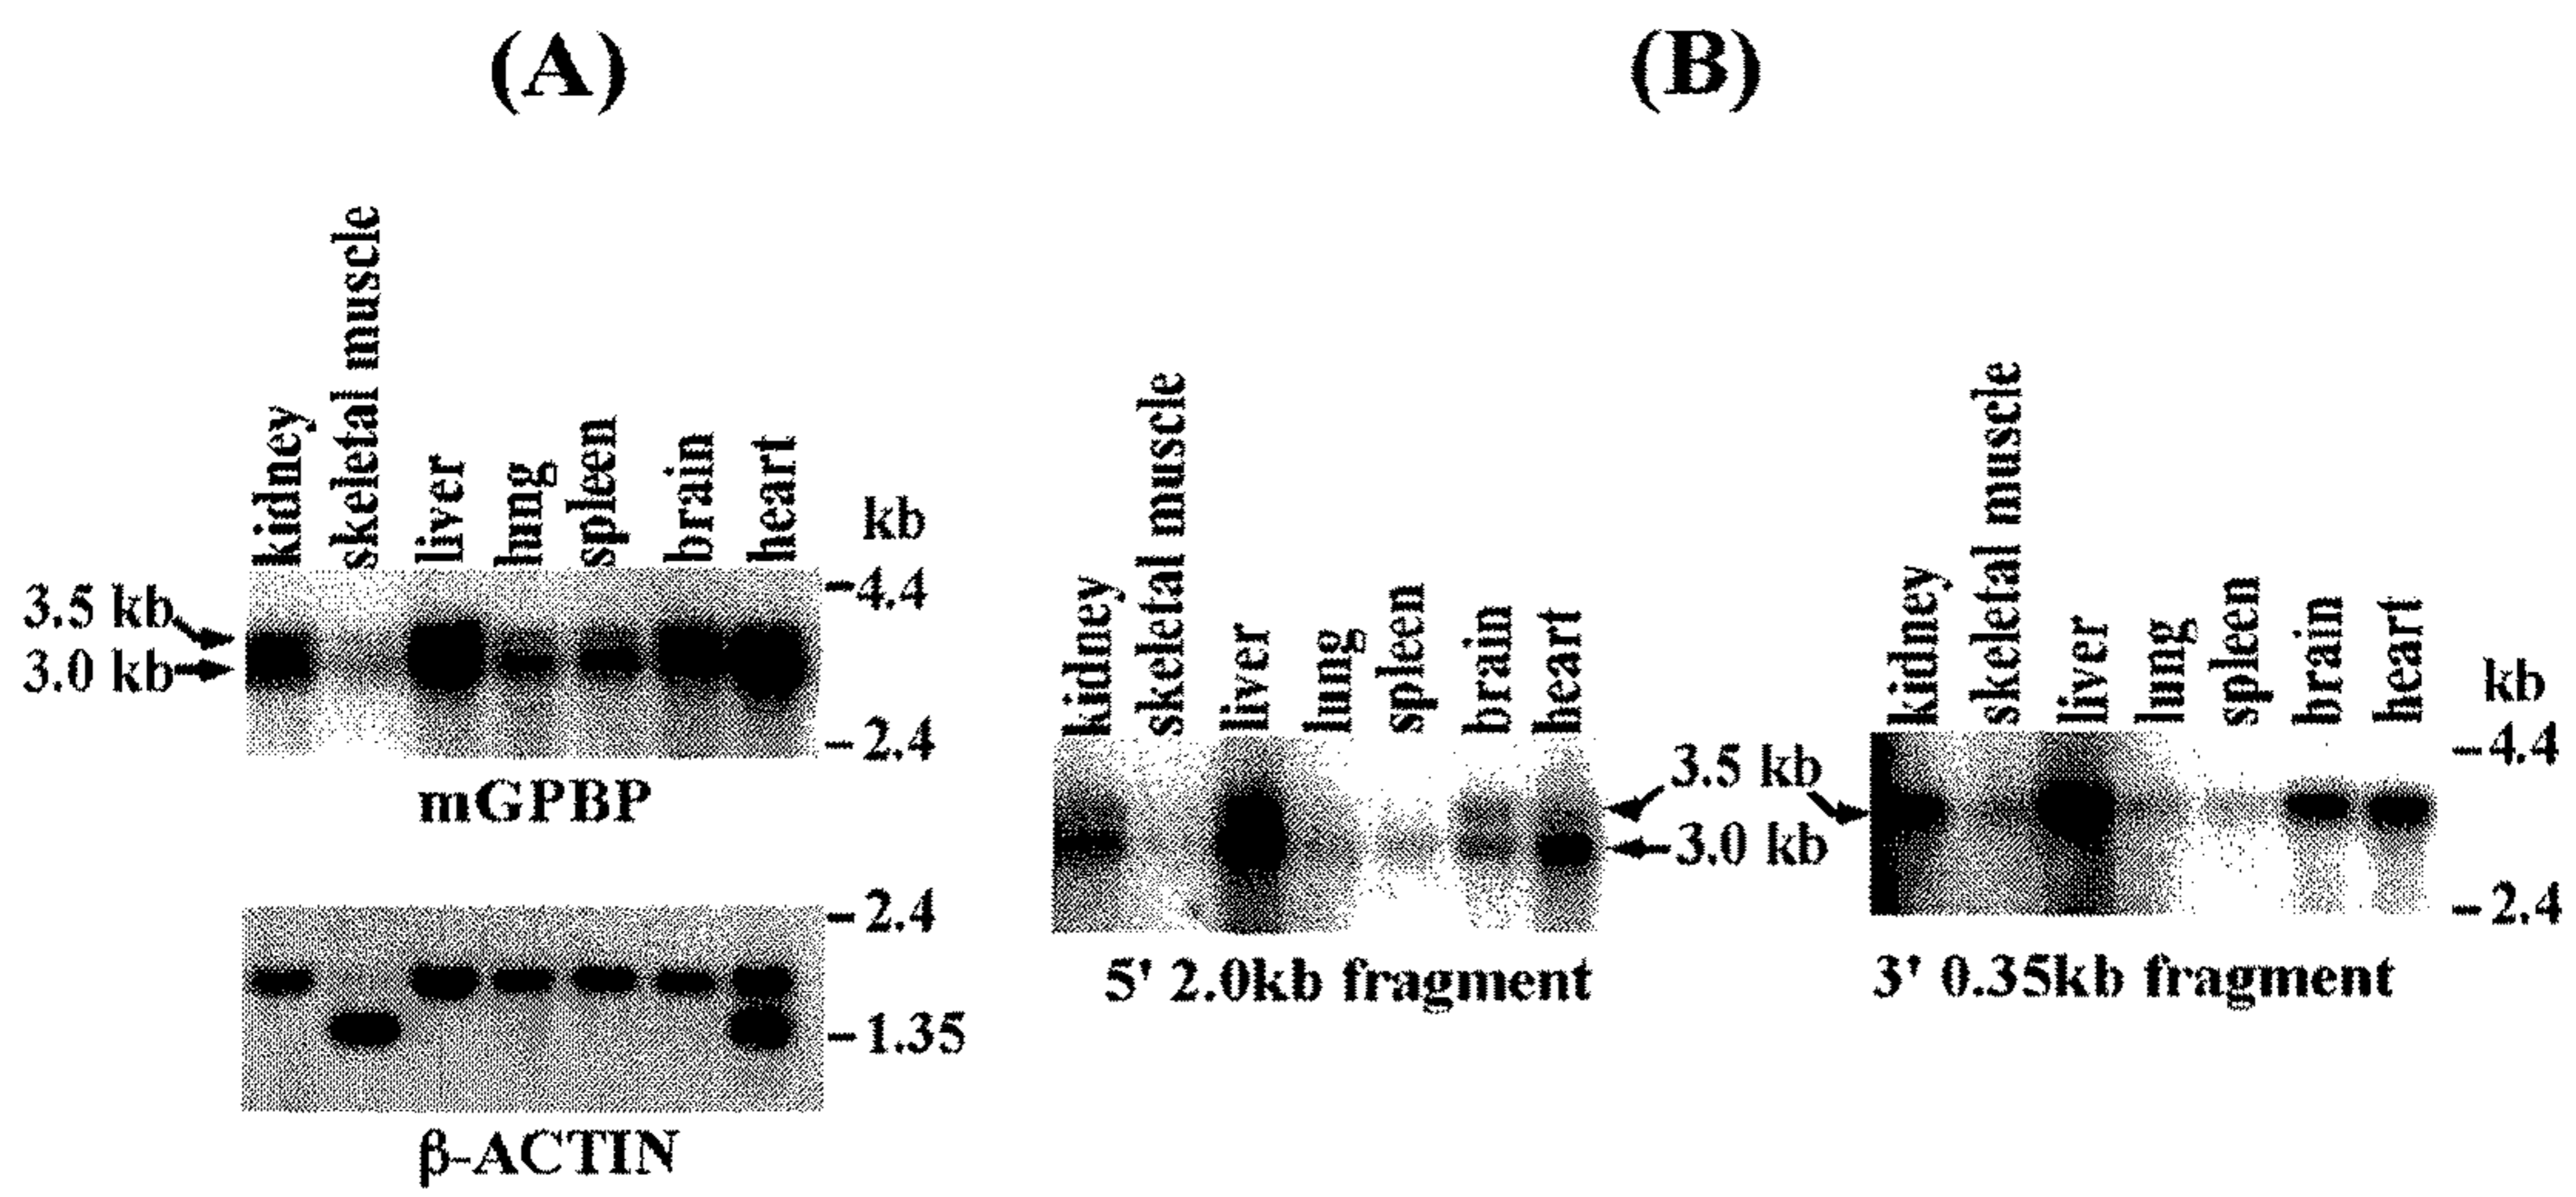 (A)
kidney
skeletal muscle
liver
lung
spleen
brain
heart
kb
3.5 kb
3.0 kb
-4.4
-2.4
mGPBP
-2.4
-1.35
β-ACTIN
(B)
kidney
skeletal muscle
liver
lung
spleen
brain
heart
3.5 kb
3.0 kb
5' 2.0kb fragment
kidney
skeletal muscle
liver
lung
spleen
brain
heart
kb
-4.4
-2.4
3' 0.35kb fragment